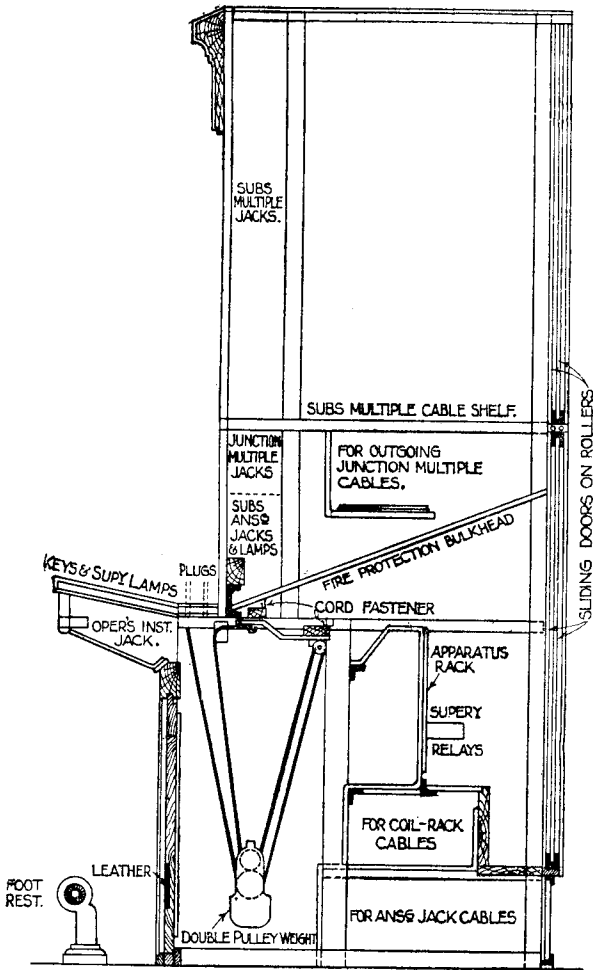 SUBS
MULTIPLE
JACKS.
SUBS MULTIPLE CABLE SHELF.
JUNCTION
MULTIPLE
JACKS
FOR OUTGOING
JUNCTION MULTIPLE
CABLES.
SUBS
ANSG
JACKS
& LAMPS
FIRE PROTECTION BULKHEAD
SLIDING DOORS ON ROLLERS
KEYS & SUPY LAMPS
PLUGS
CORD FASTENER
OPER'S INST.
JACK.
APPARATUS
RACK
SUPERY
RELAYS
FOR COIL-RACK
CABLES
LEATHER
FOOT
REST.
FOR ANSG JACK CABLES
DOUBLE PULLEY WEIGHT